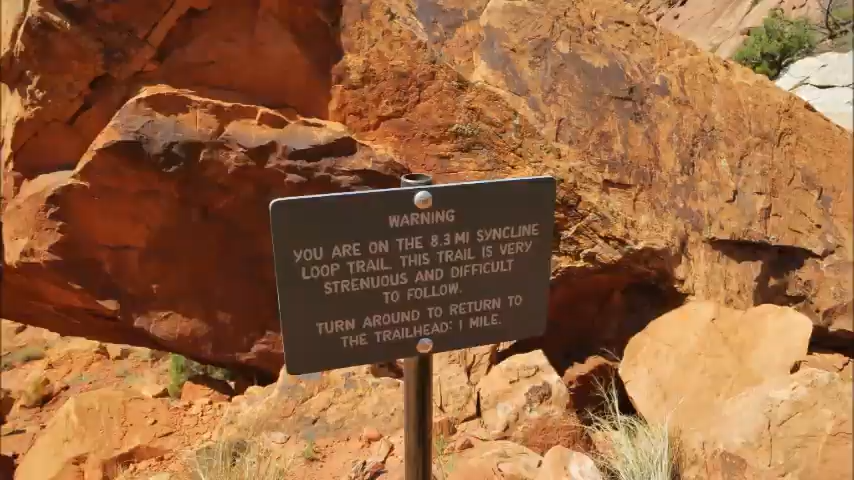 WARNING
YOU ARE ON THE 8.3 MI SYNCLINE
LOOP TRAIL. THIS TRAIL IS VERY
STRENUOUS AND DIFFICULT
TO FOLLOW.
TURN AROUND TO RETURN TO
THE TRAILHEAD: 1 MILE.